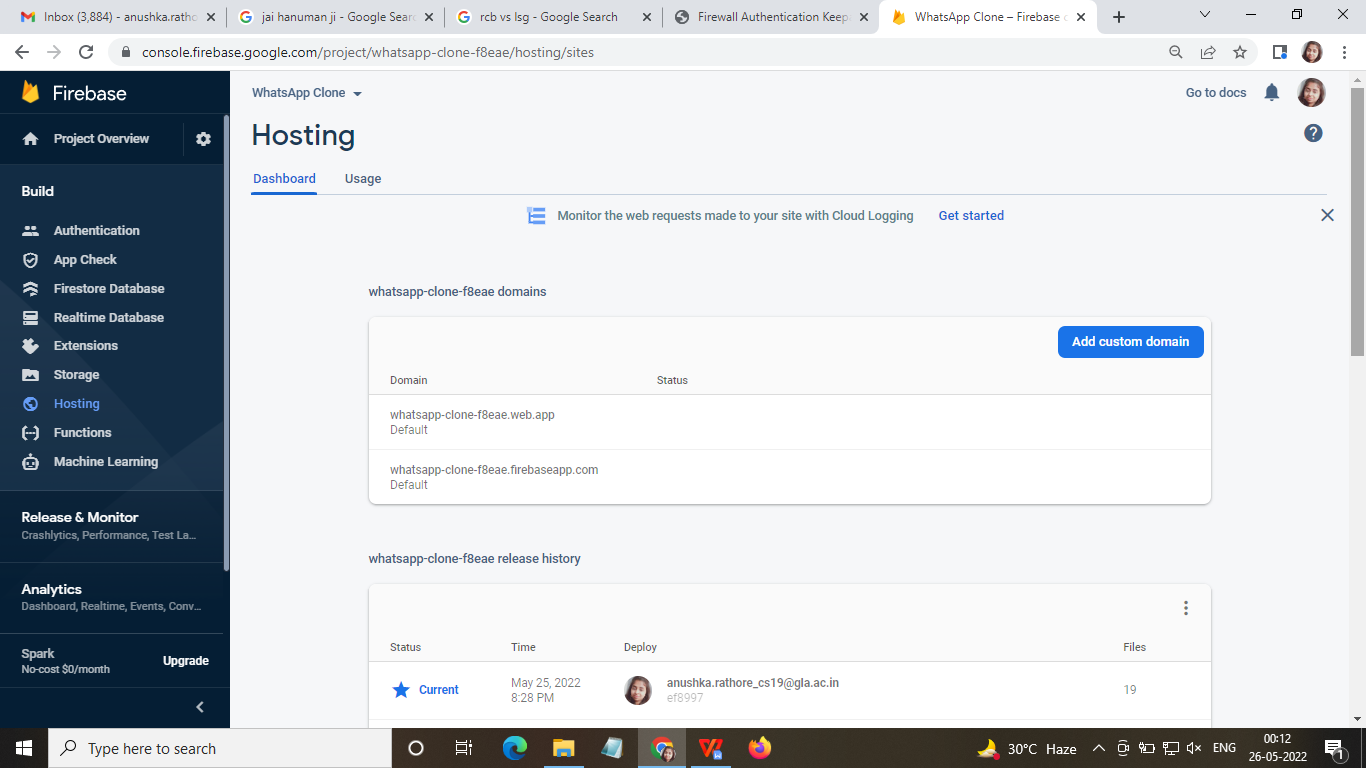 Inbox (3,884) - anushka.ratho
jai hanuman ji - Google Sear
rcb vs lsg - Google Search
Firewall Authentication Keep
WhatsApp Clone – Firebase c
console.firebase.google.com/project/whatsapp-clone-f8eae/hosting/sites
Firebase
Project Overview
Build
Authentication
App Check
Firestore Database
Realtime Database
Extensions
Storage
Hosting
Functions
Machine Learning
Release & Monitor
Crashlytics, Performance, Test La...
Analytics
Dashboard, Realtime, Events, Conv...
Spark
No-cost $0/month
Upgrade
WhatsApp Clone
Go to docs
Hosting
Dashboard
Usage
Monitor the web requests made to your site with Cloud Logging
Get started
whatsapp-clone-f8eae domains
Add custom domain
Domain
Status
whatsapp-clone-f8eae.web.app
Default
whatsapp-clone-f8eae.firebaseapp.com
Default
whatsapp-clone-f8eae release history
Status
Time
Deploy
Files
Current
May 25, 2022
8:28 PM
anushka.rathore_cs19@gla.ac.in
ef8997
19
Type here to search
30°C Haze
ENG
00:12
26-05-2022
1